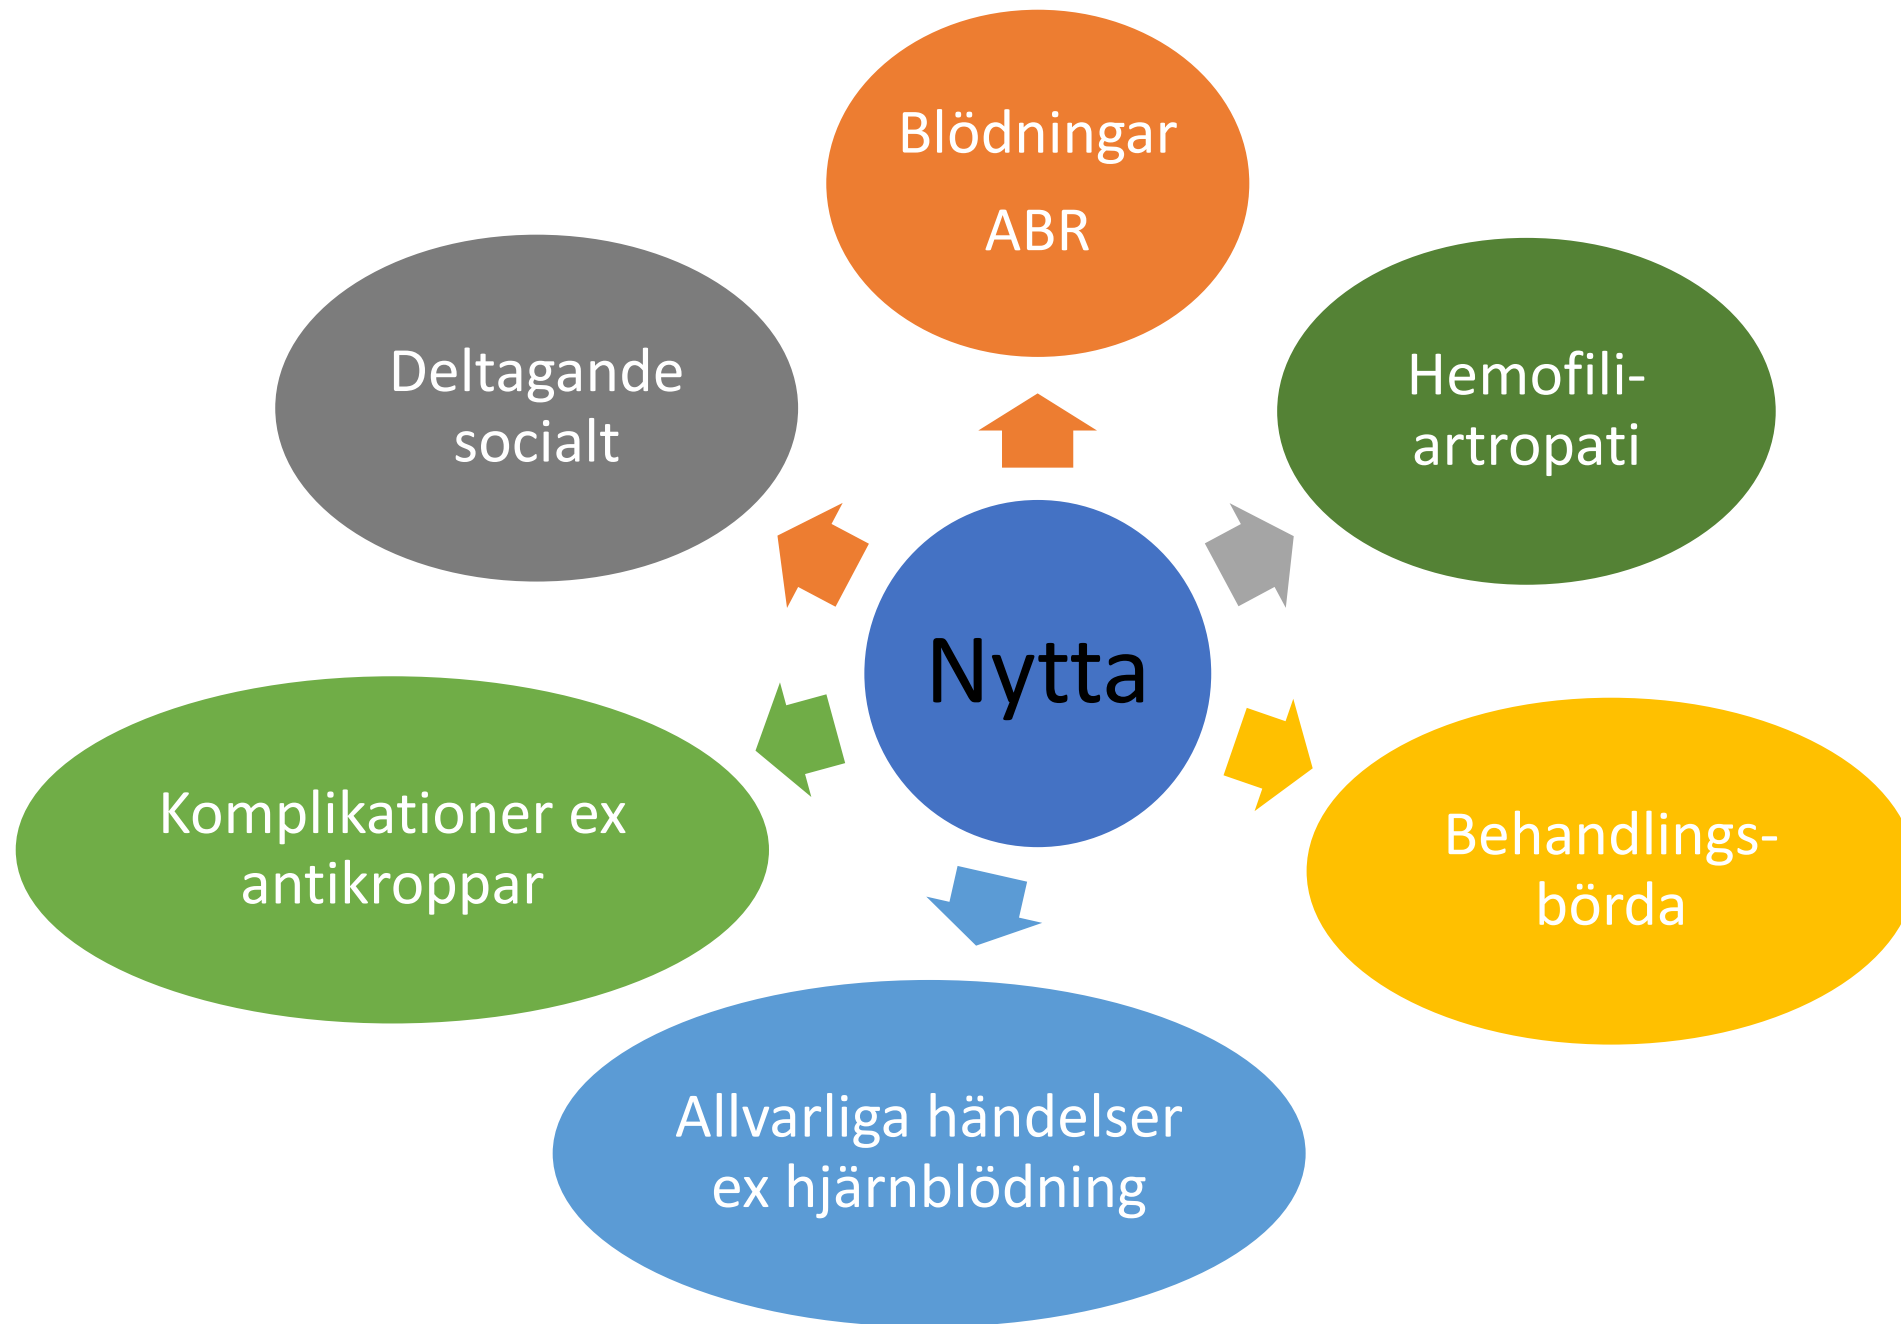 Blödningar
ABR
Deltagande
socialt
Hemofili-
artropati
Nytta
Komplikationer ex
antikroppar
Behandlings-
börda
Allvarliga händelser
ex hjärnblödning